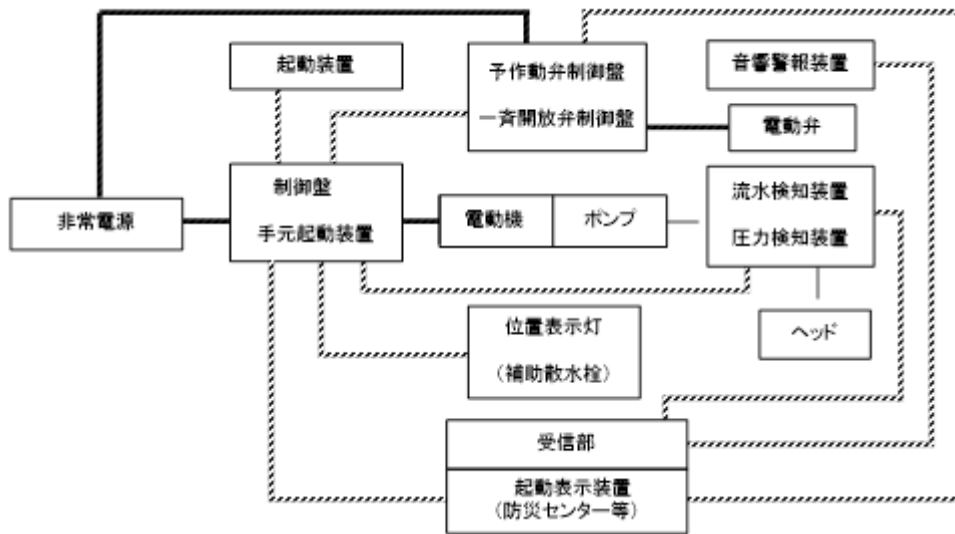 起動装置
予作動弁制御盤
一斉開放弁制御盤
音響警報装置
電動弁
非常電源
制御盤
手元起動装置
電動機
ポンプ
流水検知装置
圧力検知装置
位置表示灯
(補助散水栓)
ヘッド
受信部
起動表示装置
(防災センター等)